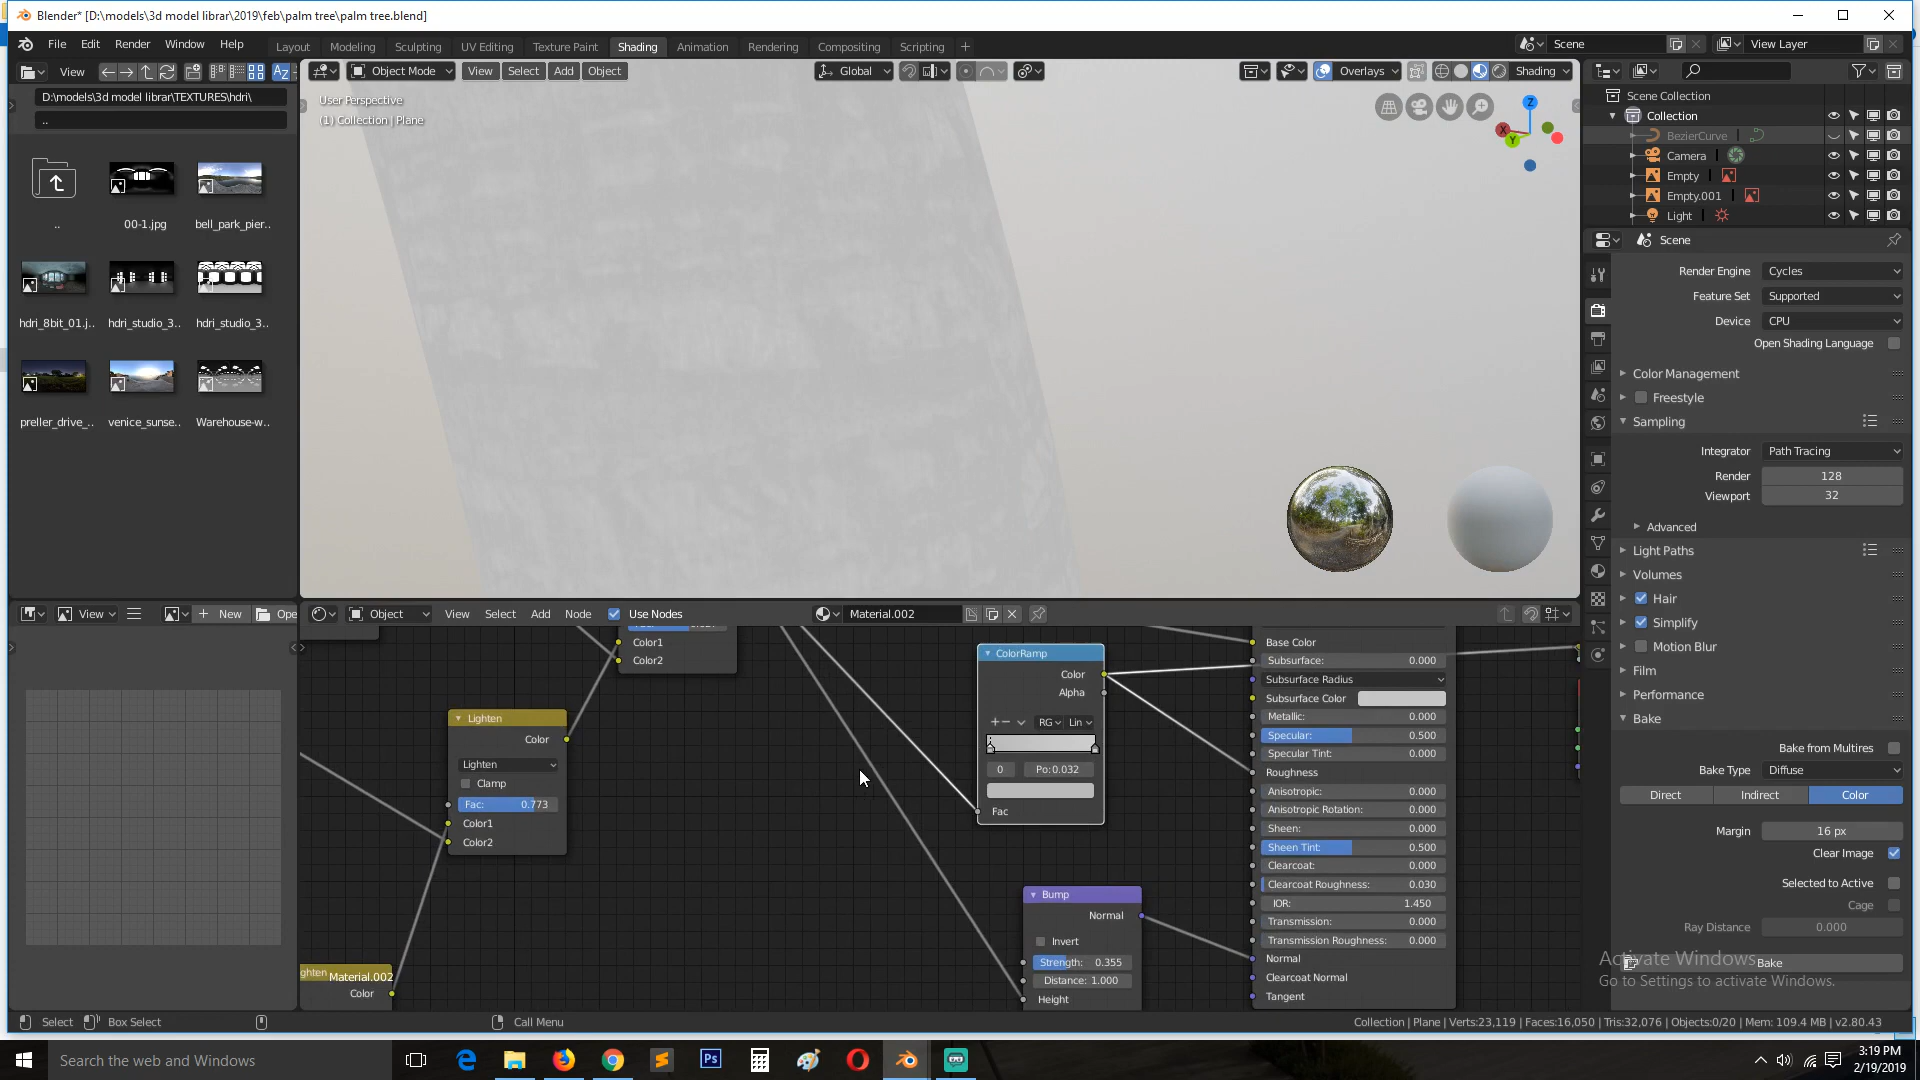 Blender* [D:\models\3d model librar\2019\feb\palm tree\palm tree.blend]
File Edit Render Window Help
Layout Modeling Sculpting UV Editing Texture Paint Shading Animation Rendering Compositing Scripting +
Scene
View Layer
View
Object Mode View Select Add Object
Global
Overlays
Shading
D:\models\3d model librar\TEXTURES\hdri\
..
User Perspective
(1) Collection | Plane
.. 00-1.jpg bell_park_pier..
hdri_8bit_01.j.. hdri_studio_3.. hdri_studio_3..
preller_drive_.. venice_sunse.. Warehouse-w..
Z
X
Y
Scene Collection
Collection
BezierCurve
Camera
Empty
Empty.001
Light
Scene
Render Engine Cycles
Feature Set Supported
Device CPU
Open Shading Language
Color Management
Freestyle
Sampling
Integrator Path Tracing
Render 128
Viewport 32
Advanced
Light Paths
Volumes
Hair
Simplify
Motion Blur
Film
Performance
Bake
Bake from Multires
Bake Type Diffuse
Direct Indirect Color
Margin 16 px
Clear Image
Selected to Active
Cage
Ray Distance 0.000
Bake
Activate Windows
Go to Settings to activate Windows.
View New Ope
Object View Select Add Node Use Nodes
Material.002
Color1
Color2
Lighten
Color
Lighten
Clamp
Fac: 0.773
Color1
Color2
ghten
Material.002
Color
ColorRamp
Color
Alpha
+ − RG Lin
0 Po:0.032
Fac
Bump
Normal
Invert
Strength: 0.355
Distance: 1.000
Height
Base Color
Subsurface: 0.000
Subsurface Radius
Subsurface Color
Metallic: 0.000
Specular: 0.500
Specular Tint: 0.000
Roughness
Anisotropic: 0.000
Anisotropic Rotation: 0.000
Sheen: 0.000
Sheen Tint: 0.500
Clearcoat: 0.000
Clearcoat Roughness: 0.030
IOR: 1.450
Transmission: 0.000
Transmission Roughness: 0.000
Normal
Clearcoat Normal
Tangent
Select Box Select Call Menu
Collection | Plane | Verts:23,119 | Faces:16,050 | Tris:32,076 | Objects:0/20 | Mem: 109.4 MB | v2.80.43
Search the web and Windows
Ps
3:19 PM
2/19/2019